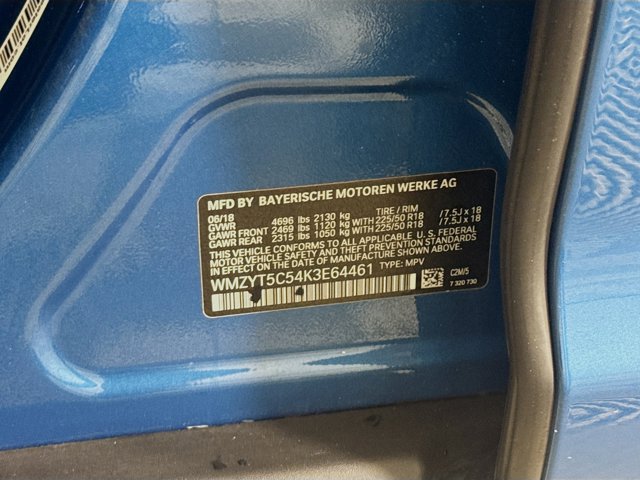 MFD BY BAYERISCHE MOTOREN WERKE AG
06/18 TIRE / RIM
GVWR 4696 lbs 2130 kg
GAWR FRONT 2469 lbs 1120 kg WITH 225/50 R18 /7.5J x 18
GAWR REAR 2315 lbs 1050 kg WITH 225/50 R18 /7.5J x 18
THIS VEHICLE CONFORMS TO ALL APPLICABLE U. S. FEDERAL
MOTOR VEHICLE SAFETY AND THEFT PREVENTION STANDARDS
IN EFFECT ON THE DATE OF MANUFACTURE SHOWN ABOVE.
WMZYT5C54K3E64461 TYPE: MPV
C2M/5
7 320 730